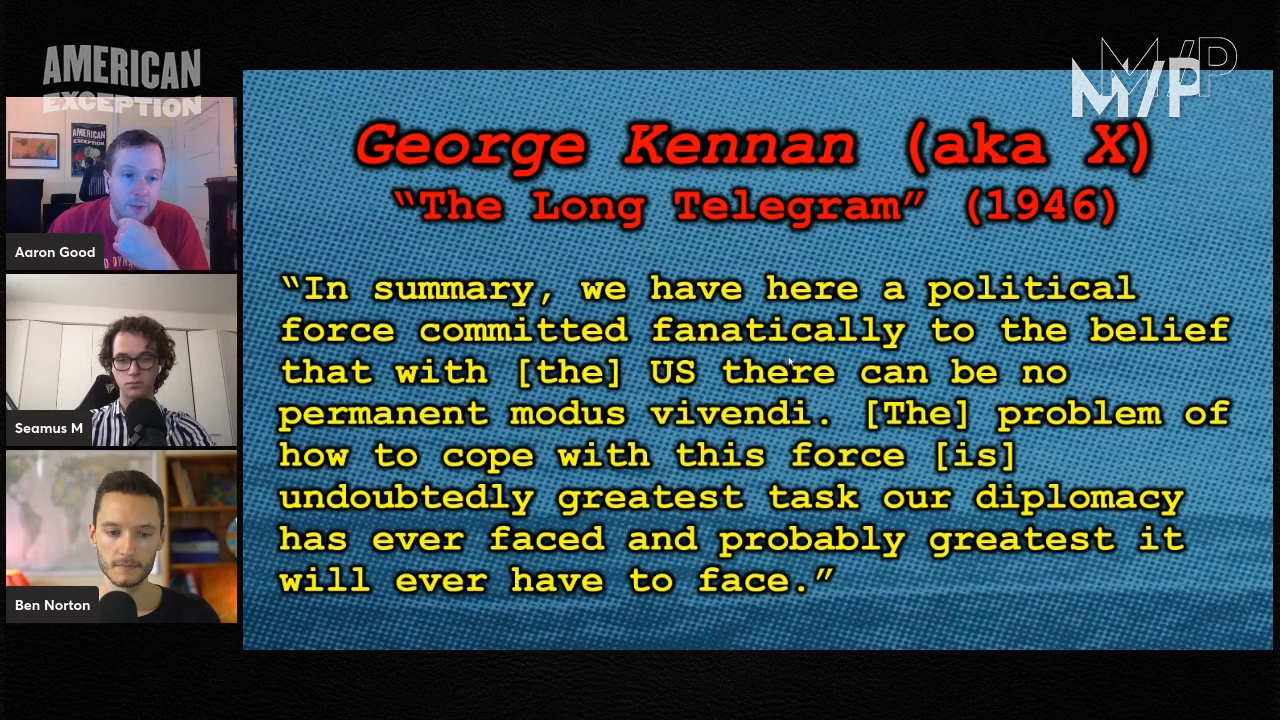 AMERICAN
EXCEPTION
M/P
M/P
AMERICAN
EXCEPTION
Aaron Good
Seamus M
Ben Norton
George Kennan (aka X)
“The Long Telegram” (1946)
“In summary, we have here a political
force committed fanatically to the belief
that with [the] US there can be no
permanent modus vivendi. [The] problem of
how to cope with this force [is]
undoubtedly greatest task our diplomacy
has ever faced and probably greatest it
will ever have to face.”